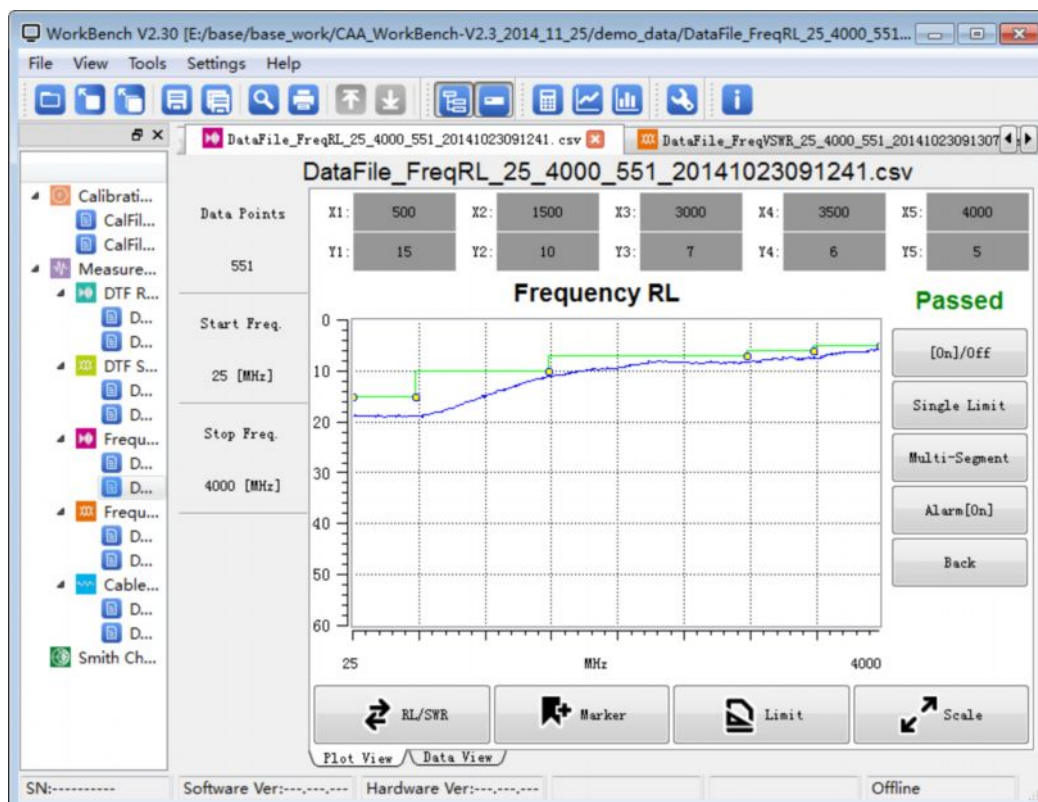 WorkBench V2.30 [E:/base/base_work/CAA_WorkBench-V2.3_2014_11_25/demo_data/DataFile_FreqRL_25_4000_551...
File View Tools Settings Help
DataFile_FreqRL_25_4000_551_20141023091241.csv DataFile_FreqVSWR_25_4000_551_20141023091307
DataFile_FreqRL_25_4000_551_20141023091241.csv
Calibrati...
CalFil...
CalFil...
Measure...
DTF R...
D...
D...
DTF S...
D...
D...
Frequ...
D...
D...
Frequ...
D...
D...
Cable...
D...
D...
Smith Ch...
Data Points
551
Start Freq.
25 [MHz]
Stop Freq.
4000 [MHz]
X1: 500 X2: 1500 X3: 3000 X4: 3500 X5: 4000
Y1: 15 Y2: 10 Y3: 7 Y4: 6 Y5: 5
Frequency RL
Passed
0
10
20
30
40
50
60
25 MHz 4000
[On]/Off
Single Limit
Multi-Segment
Alarm[On]
Back
RL/SWR Marker Limit Scale
Plot View Data View
SN:---------- Software Ver:---.---.--- Hardware Ver:---.---.--- Offline